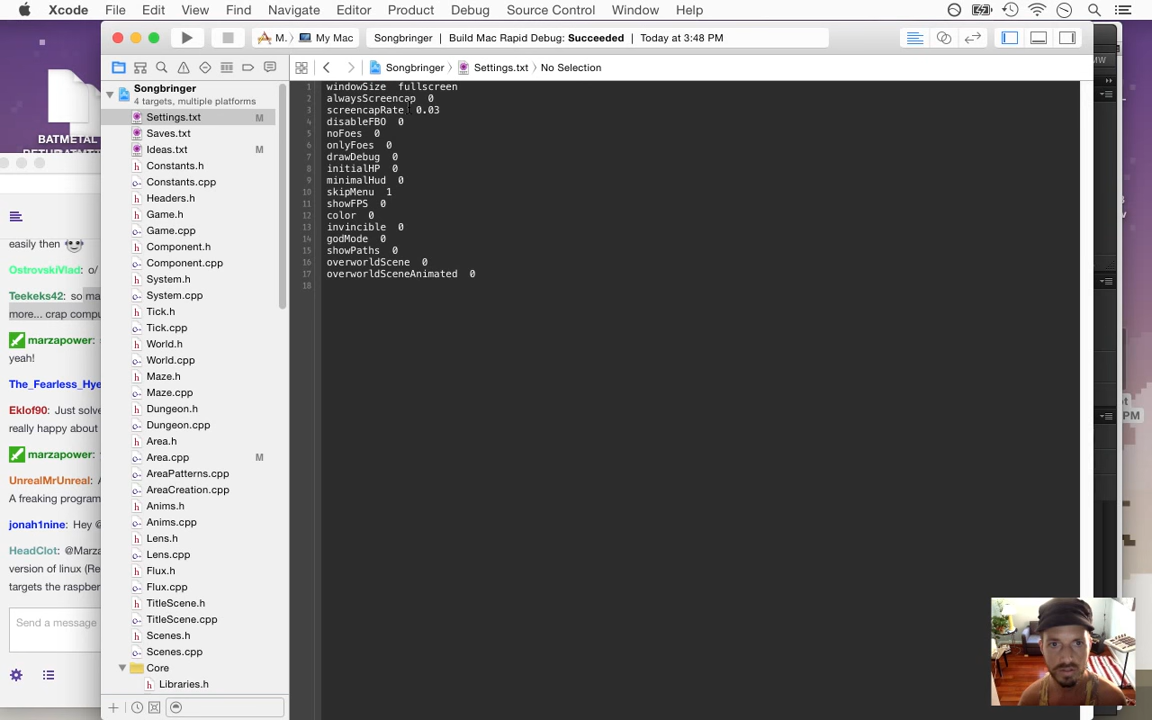 Xcode File Edit View Find Navigate Editor Product Debug Source Control Window Help
M. My Mac
Songbringer | Build Mac Rapid Debug: Succeeded | Today at 3:48 PM
Songbringer Settings.txt No Selection
BATMETAL
Songbringer
4 targets, multiple platforms
Settings.txt M
Saves.txt
Ideas.txt M
Constants.h
Constants.cpp
Headers.h
Game.h
Game.cpp
Component.h
Component.cpp
System.h
System.cpp
Tick.h
Tick.cpp
World.h
World.cpp
Maze.h
Maze.cpp
Dungeon.h
Dungeon.cpp
Area.h
Area.cpp M
AreaPatterns.cpp
AreaCreation.cpp
Anims.h
Anims.cpp
Lens.h
Lens.cpp
Flux.h
Flux.cpp
TitleScene.h
TitleScene.cpp
Scenes.h
Scenes.cpp
Core
Libraries.h
1 windowSize fullscreen
2 alwaysScreencap 0
3 screencapRate 0.03
4 disableFBO 0
5 noFoes 0
6 onlyFoes 0
7 drawDebug 0
8 initialHP 0
9 minimalHud 0
10 skipMenu 1
11 showFPS 0
12 color 0
13 invincible 0
14 godMode 0
15 showPaths 0
16 overworldScene 0
17 overworldSceneAnimated 0
18
easily then
OstrovskiVlad: o/
Teekeks42: so ma
more... crap compu
marzapower:
yeah!
The_Fearless_Hye
Eklof90: Just solve
really happy about
marzapower:
UnrealMrUnreal: A
A freaking program
jonah1nine: Hey @
HeadClot: @Marza
version of linux (Re
targets the raspber
Send a message
MW
PM